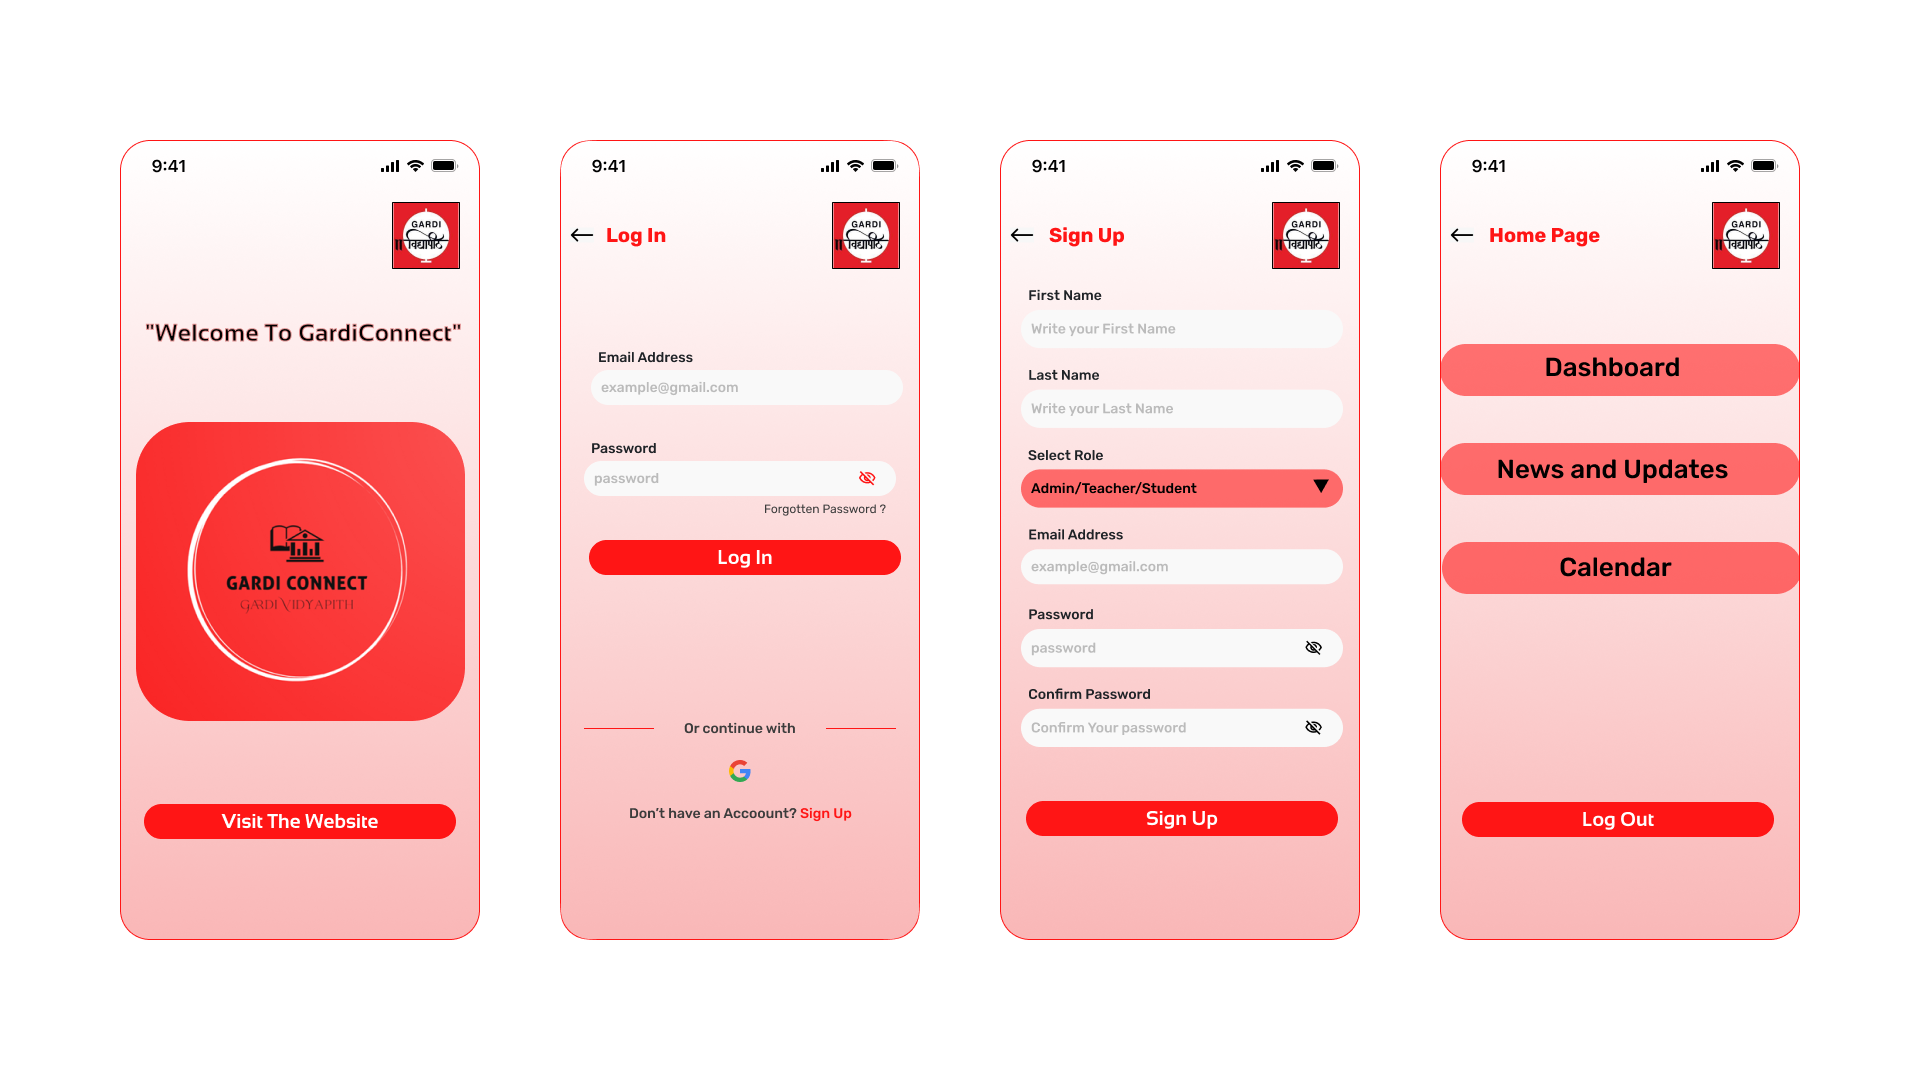 9:41
GARDI
॥ विद्यापीठ
"Welcome To GardiConnect"
GARDI CONNECT
GARDI VIDYAPITH
Visit The Website
9:41
Log In
GARDI
॥ विद्यापीठ
Email Address
example@gmail.com
Password
password
Forgotten Password ?
Log In
Or continue with
Don't have an Accoount? Sign Up
9:41
Sign Up
GARDI
॥ विद्यापीठ
First Name
Write your First Name
Last Name
Write your Last Name
Select Role
Admin/Teacher/Student
Email Address
example@gmail.com
Password
password
Confirm Password
Confirm Your password
Sign Up
9:41
Home Page
GARDI
॥ विद्यापीठ
Dashboard
News and Updates
Calendar
Log Out